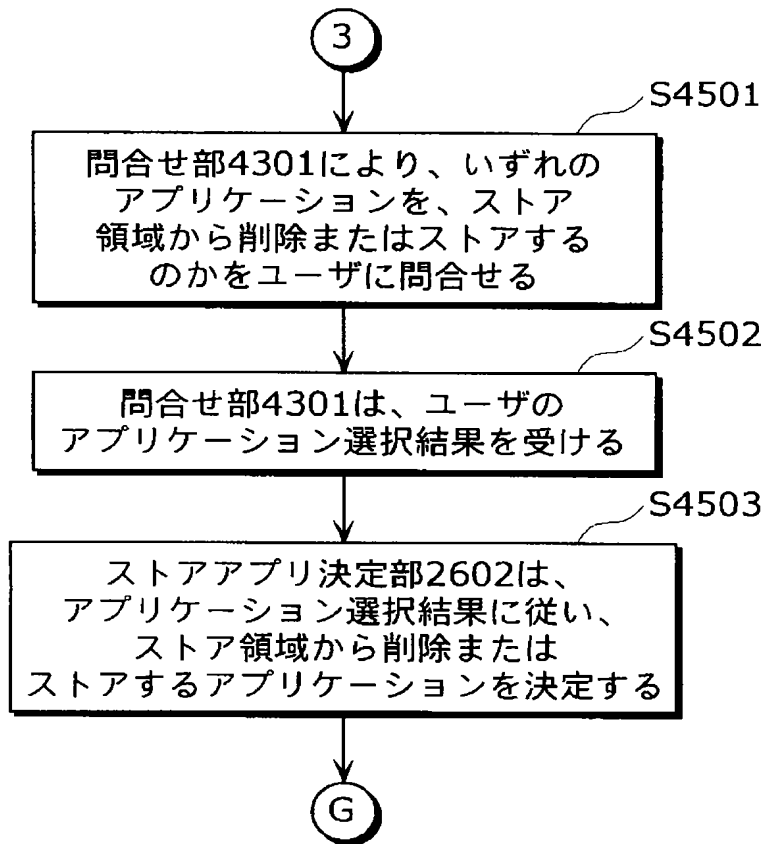 3
S4501
問合せ部4301により、いずれの
アプリケーションを、ストア
領域から削除またはストアする
のかをユーザに問合せる
S4502
問合せ部4301は、ユーザの
アプリケーション選択結果を受ける
S4503
ストアアプリ決定部2602は、
アプリケーション選択結果に従い、
ストア領域から削除または
ストアするアプリケーションを決定する
G